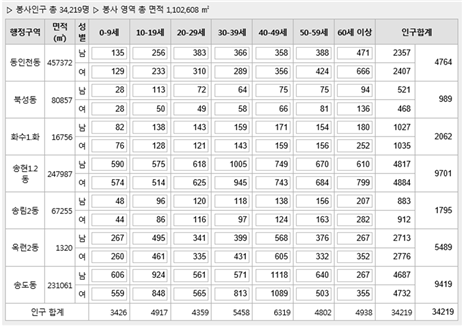 ▷ 봉사인구 총 34,219명 ▷ 봉사 영역 총 면적 1,102,608 ㎡
행정구역 면적(㎡) 성별 0-9세 10-19세 20-29세 30-39세 40-49세 50-59세 60세 이상 인구합계
동인천동 457372 남 135 256 383 366 358 388 471 2357 4764
여 129 233 310 289 356 424 666 2407
북성동 80857 남 28 113 72 64 75 75 94 521 989
여 28 50 49 58 66 81 136 468
화수1.화 16756 남 82 138 143 159 171 154 180 1027 2062
여 76 128 121 143 159 156 252 1035
송현1.2동 247987 남 590 575 618 1005 749 670 610 4817 9701
여 574 514 625 945 743 684 799 4884
송림2동 67255 남 48 96 120 118 138 156 207 883 1795
여 44 86 116 97 124 163 282 912
옥련2동 1320 남 267 495 341 399 568 376 267 2713 5489
여 260 461 335 431 605 332 352 2776
송도동 231061 남 606 924 561 571 1118 640 267 4687 9419
여 559 848 565 813 1089 503 355 4732
인구 합계 3426 4917 4359 5458 6319 4802 4938 34219 34219